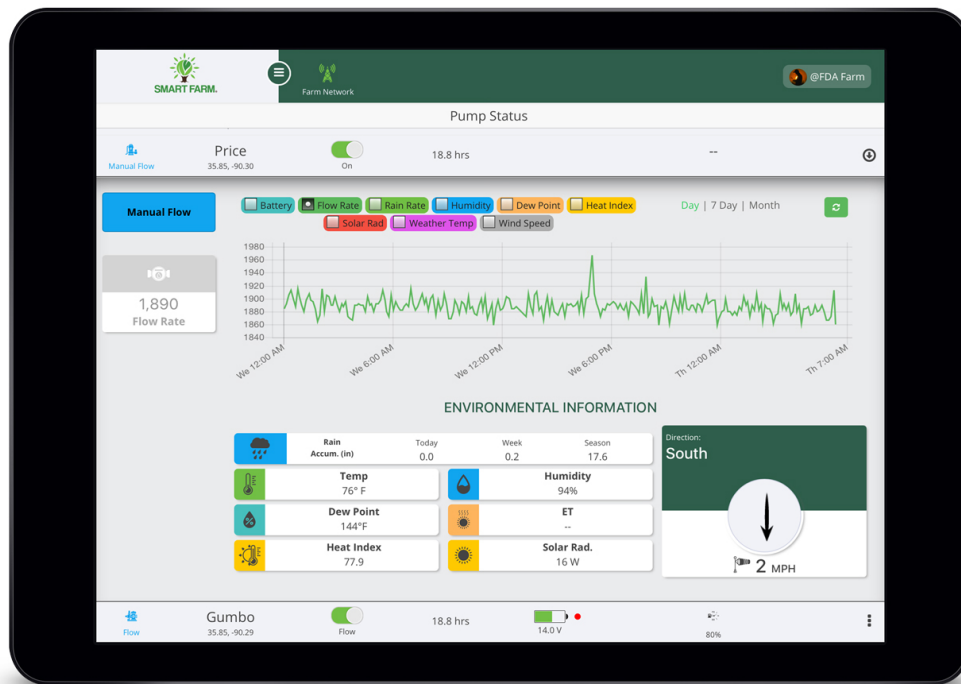 SMART FARM.
Farm Network
@FDA Farm
Pump Status
Manual Flow
Price
35.85, -90.30
On
18.8 hrs
--
Manual Flow
Battery Flow Rate Rain Rate Humidity Dew Point Heat Index
Solar Rad Weather Temp Wind Speed
Day | 7 Day | Month
1,890
Flow Rate
1980
1960
1940
1920
1900
1880
1860
1840
We 12:00 AM
We 6:00 AM
We 12:00 PM
We 6:00 PM
Th 12:00 AM
Th 7:00 AM
ENVIRONMENTAL INFORMATION
Rain
Accum. (in)
Today
0.0
Week
0.2
Season
17.6
Temp
76° F
Humidity
94%
Dew Point
144°F
ET
--
Heat Index
77.9
Solar Rad.
16 W
Direction:
South
2 MPH
Flow
Gumbo
35.85, -90.29
Flow
18.8 hrs
14.0 V
80%